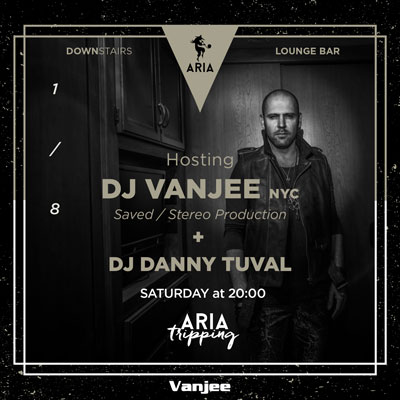 DOWNSTAIRS
ARIA
LOUNGE BAR
1
/
8
Hosting
DJ VANJEE NYC
Saved / Stereo Production
+
DJ DANNY TUVAL
SATURDAY at 20:00
ARIA
tripping
Vanjee